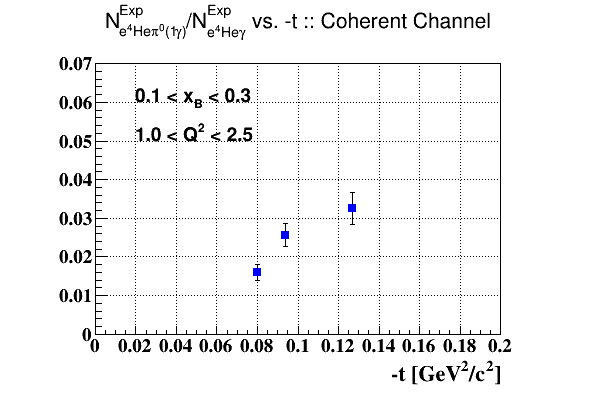 N^Exp_e⁴Heπ⁰(1γ)/N^Exp_e⁴Heγ vs. -t :: Coherent Channel
0.07
0.1 < x_B < 0.3
0.06
1.0 < Q² < 2.5
0.05
0.04
0.03
0.02
0.01
0
0 0.02 0.04 0.06 0.08 0.1 0.12 0.14 0.16 0.18 0.2
-t [GeV²/c²]